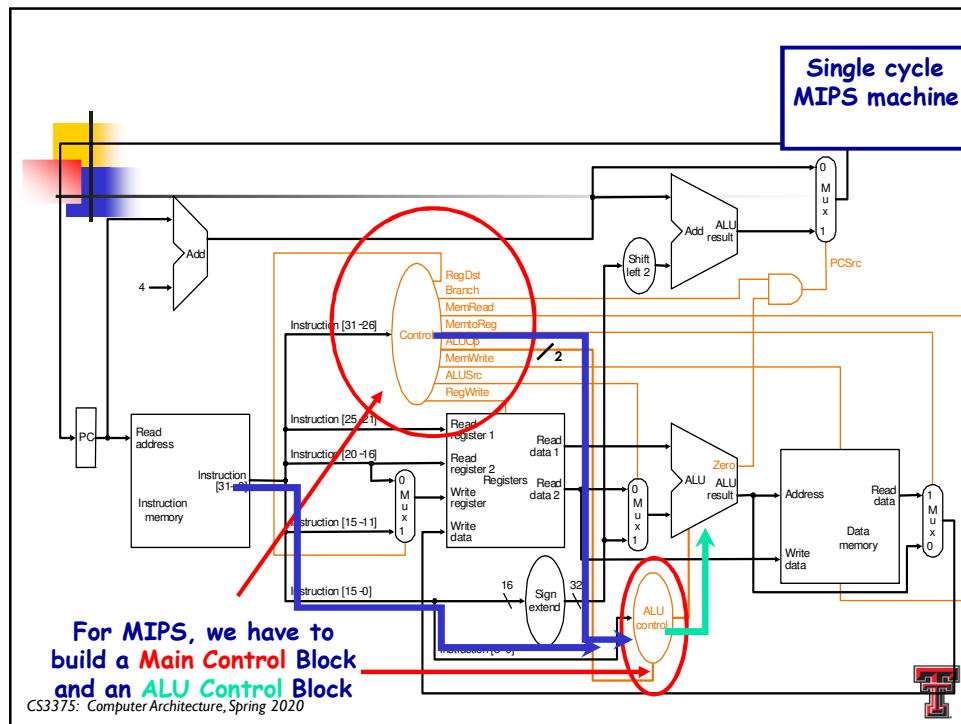 Single cycle
MIPS machine
0
M
u
x
1
Add
ALU
result
Add
Shift
left 2
PCSrc
4
RegDst
Branch
MemRead
MemtoReg
ALUOp
MemWrite
ALUSrc
RegWrite
Control
2
Instruction [31-26]
Instruction [25-21]
Instruction [20-16]
Instruction [15-11]
Instruction [15-0]
PC
Read
address
Instruction
Instruction
memory
0
M
u
x
1
Read
register 1
Read
register 2
Write
register
Write
data
Registers
Read
data 1
Read
data 2
0
M
u
x
1
Zero
ALU
ALU
result
Address
Write
data
Read
data
Data
memory
1
M
u
x
0
16
Sign
extend
32
ALU
control
For MIPS, we have to
build a Main Control Block
and an ALU Control Block
CS3375: Computer Architecture, Spring 2020